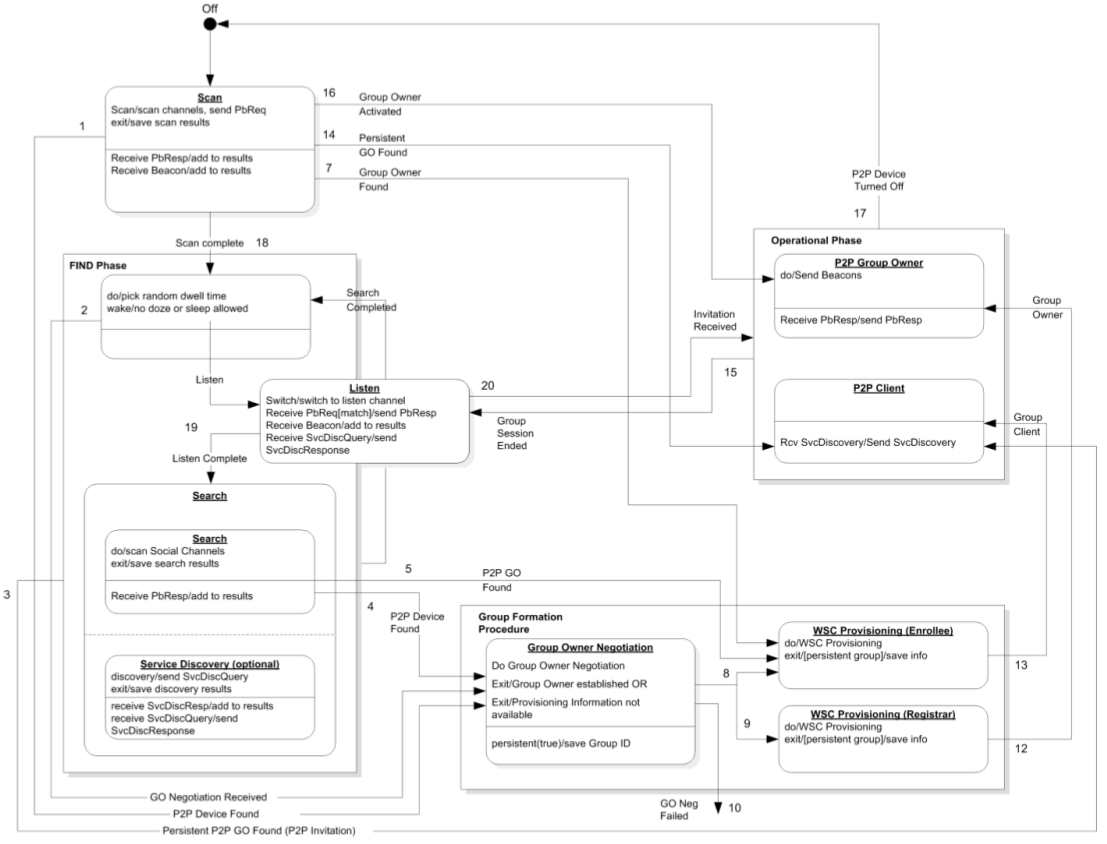 Off
Scan
Scan/scan channels, send PbReq
exit/save scan results
Receive PbResp/add to results
Receive Beacon/add to results
1
16
Group Owner
Activated
14
Persistent
GO Found
7
Group Owner
Found
P2P Device
Turned Off
17
Scan complete
18
FIND Phase
do/pick random dwell time
wake/no doze or sleep allowed
2
Search
Completed
Listen
Operational Phase
P2P Group Owner
do/Send Beacons
Receive PbResp/send PbResp
Group
Owner
Invitation
Received
15
P2P Client
Rcv SvcDiscovery/Send SvcDiscovery
Group
Client
Listen
Switch/switch to listen channel
Receive PbReq[match]/send PbResp
Receive Beacon/add to results
Receive SvcDiscQuery/send
SvcDiscResponse
20
Group
Session
Ended
19
Listen Complete
Search
Search
do/scan Social Channels
exit/save search results
Receive PbResp/add to results
3
5
P2P GO
Found
4
P2P Device
Found
Service Discovery (optional)
discovery/send SvcDiscQuery
exit/save discovery results
receive SvcDiscResp/add to results
receive SvcDiscQuery/send
SvcDiscResponse
Group Formation
Procedure
Group Owner Negotiation
Do Group Owner Negotiation
Exit/Group Owner established OR
Exit/Provisioning Information not
available
persistent(true)/save Group ID
8
9
WSC Provisioning (Enrollee)
do/WSC Provisioning
exit/[persistent group]/save info
13
WSC Provisioning (Registrar)
do/WSC Provisioning
exit/[persistent group]/save info
12
GO Neg
Failed
10
GO Negotiation Received
P2P Device Found
Persistent P2P GO Found (P2P Invitation)